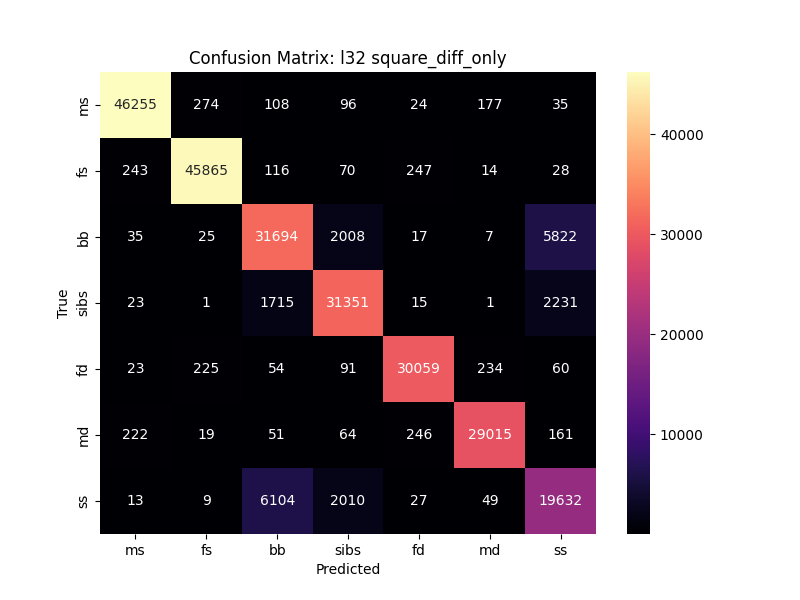 Confusion Matrix: l32 square_diff_only
ms 46255 274 108 96 24 177 35
fs 243 45865 116 70 247 14 28
bb 35 25 31694 2008 17 7 5822
sibs 23 1 1715 31351 15 1 2231
fd 23 225 54 91 30059 234 60
md 222 19 51 64 246 29015 161
ss 13 9 6104 2010 27 49 19632
True
ms fs bb sibs fd md ss
Predicted
40000
30000
20000
10000